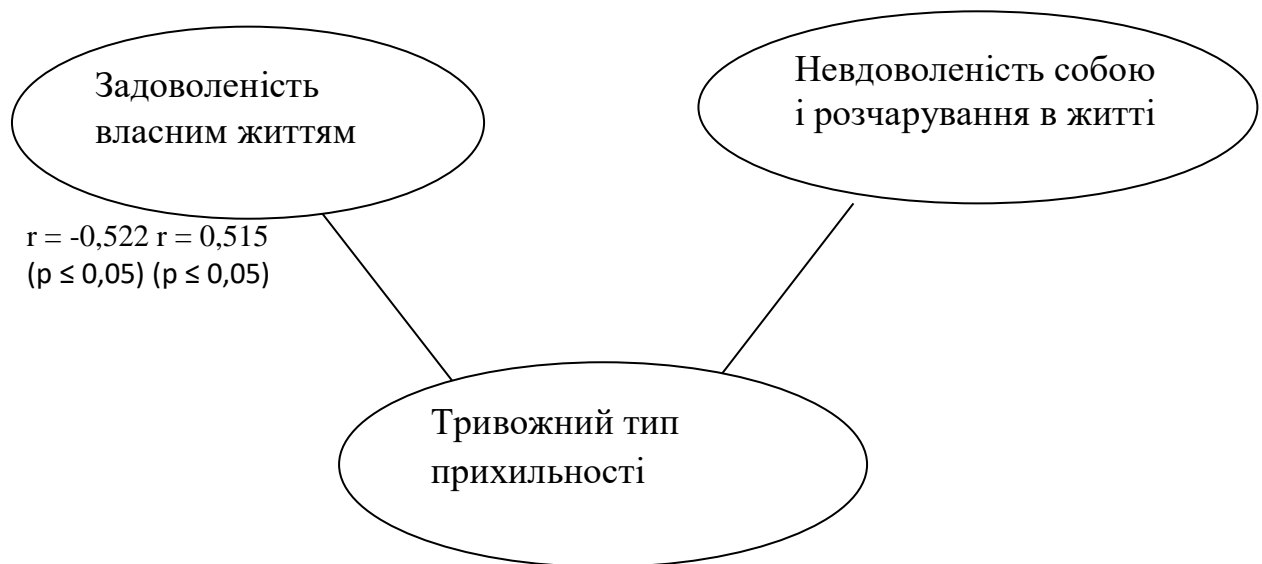 Задоволеність
власним життям
Невдоволеність собою
і розчарування в житті
r = -0,522 r = 0,515
(p ≤ 0,05) (p ≤ 0,05)
Тривожний тип
прихильності